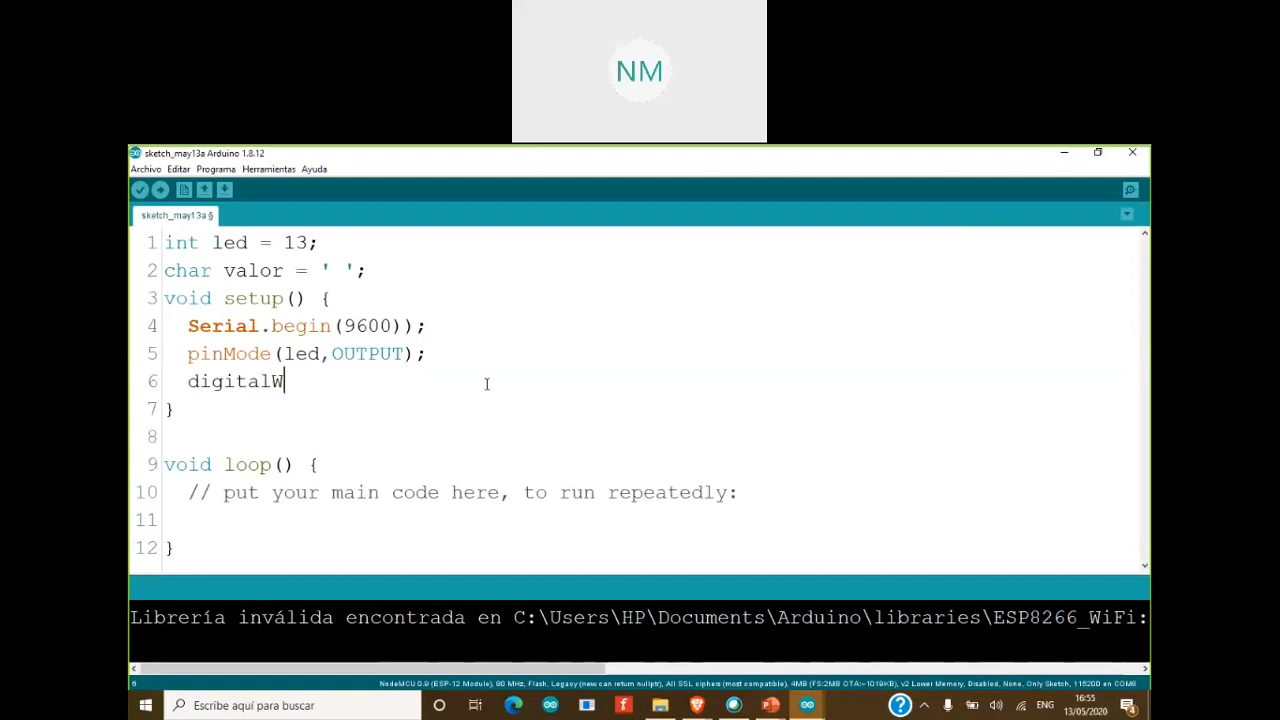 NM
sketch_may13a Arduino 1.8.12
Archivo Editar Programa Herramientas Ayuda
sketch_may13a §
1 int led = 13;
2 char valor = ' ';
3 void setup() {
4 Serial.begin(9600));
5 pinMode(led,OUTPUT);
6 digitalW
7 }
8
9 void loop() {
10 // put your main code here, to run repeatedly:
11
12 }
Librería inválida encontrada en C:\Users\HP\Documents\Arduino\libraries\ESP8266_WiFi:
6 NodeMCU 0.9 (ESP-12 Module), 80 MHz, Flash, Legacy (new can return nullptr), All SSL ciphers (most compatible), 4MB (FS:2MB OTA:~1019KB), v2 Lower Memory, Disabled, None, Only Sketch, 115200 en COM8
Escribe aquí para buscar
ENG
16:55
13/05/2020
4